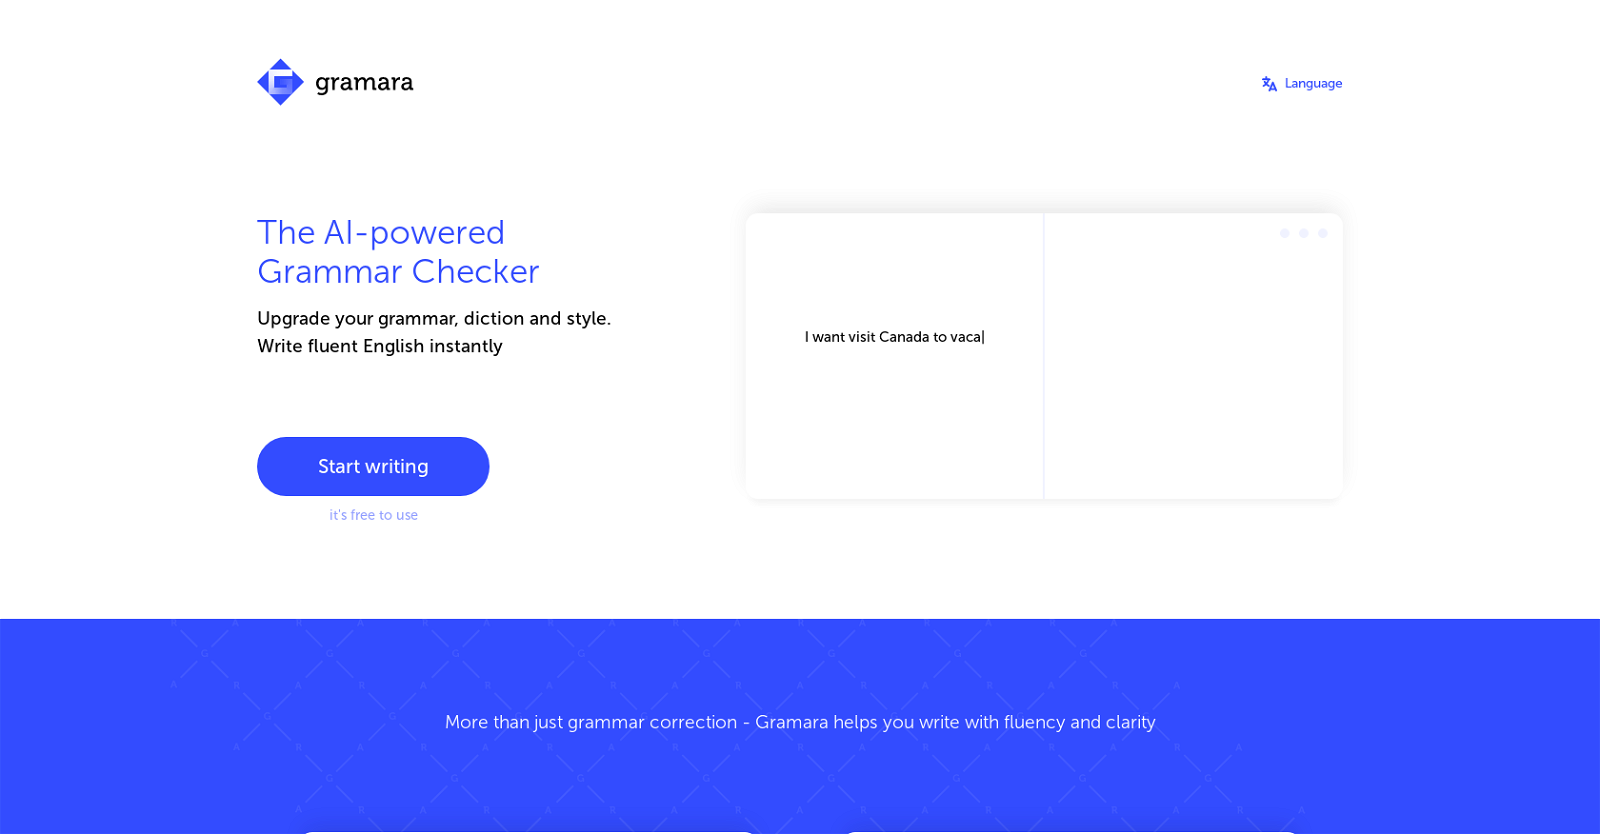 gramara
Language
The AI-powered
Grammar Checker
Upgrade your grammar, diction and style.
Write fluent English instantly
I want visit Canada to vaca|
Start writing
it's free to use
More than just grammar correction - Gramara helps you write with fluency and clarity